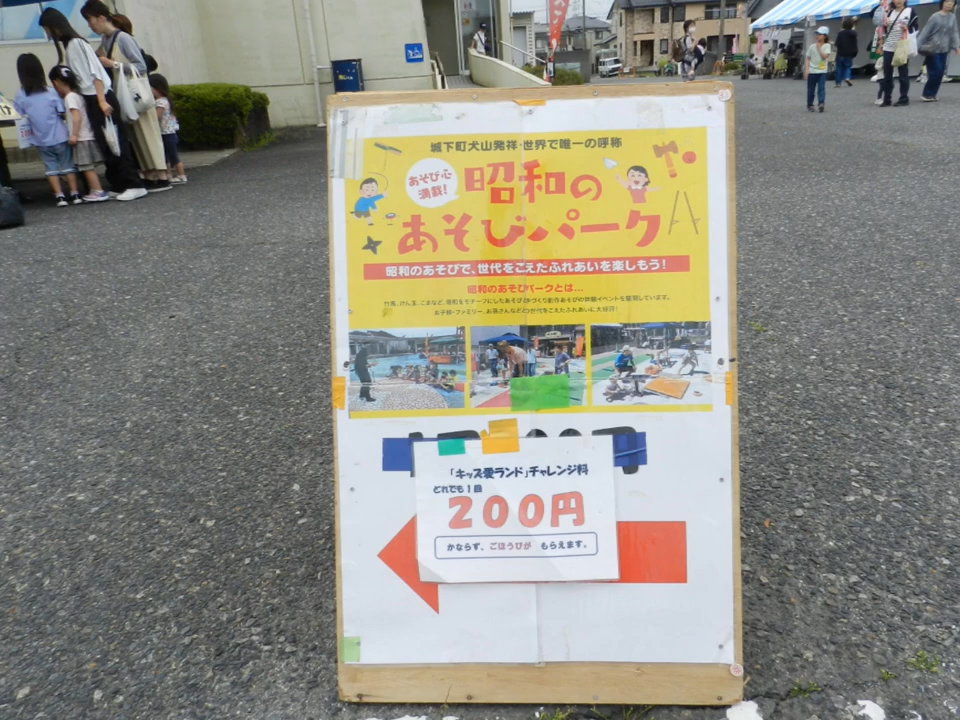 城下町犬山発祥・世界で唯一の呼称
あそび心
満載!
昭和の
あそびパーク
昭和のあそびで、世代をこえたふれあいを楽しもう!
昭和のあそびパークとは…
「キッズ愛ランド」チャレンジ料
どれでも1回
200円
かならず、ごほうびが もらえます。